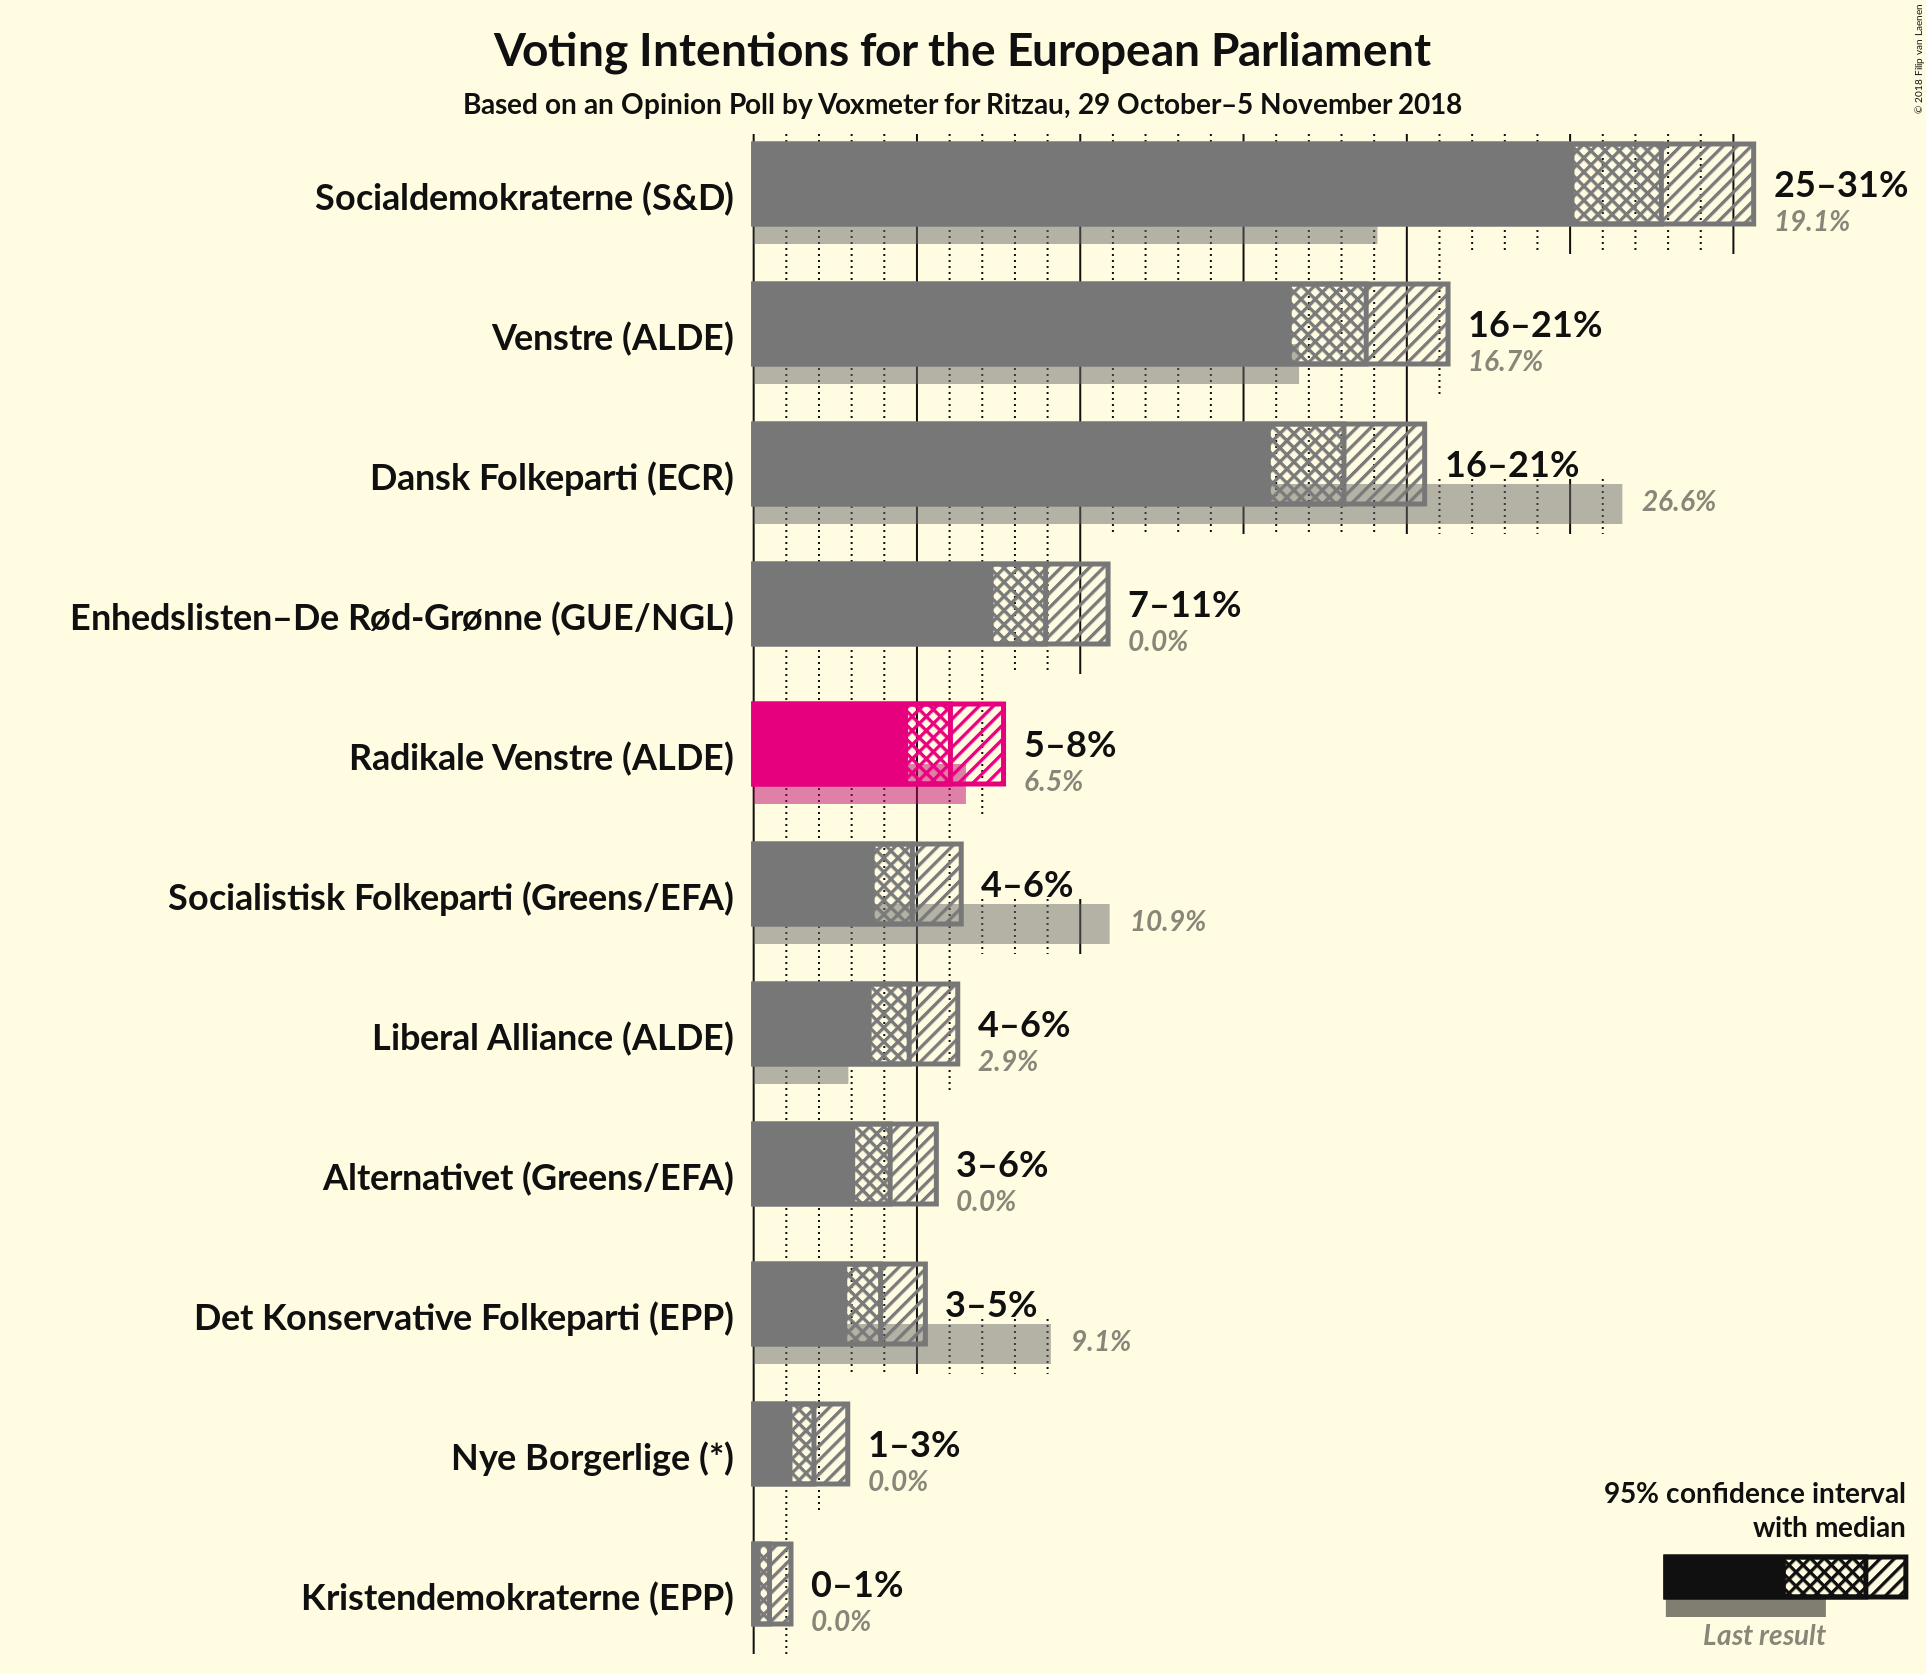 Voting Intentions for the European Parliament
Based on an Opinion Poll by Voxmeter for Ritzau, 29 October–5 November 2018
© 2018 Filip van Laenen
Socialdemokraterne (S&D)
25–31%
19.1%
Venstre (ALDE)
16–21%
16.7%
Dansk Folkeparti (ECR)
16–21%
26.6%
Enhedslisten–De Rød-Grønne (GUE/NGL)
7–11%
0.0%
Radikale Venstre (ALDE)
5–8%
6.5%
Socialistisk Folkeparti (Greens/EFA)
4–6%
10.9%
Liberal Alliance (ALDE)
4–6%
2.9%
Alternativet (Greens/EFA)
3–6%
0.0%
Det Konservative Folkeparti (EPP)
3–5%
9.1%
Nye Borgerlige (*)
1–3%
0.0%
Kristendemokraterne (EPP)
0–1%
0.0%
95% confidence interval
with median
Last result